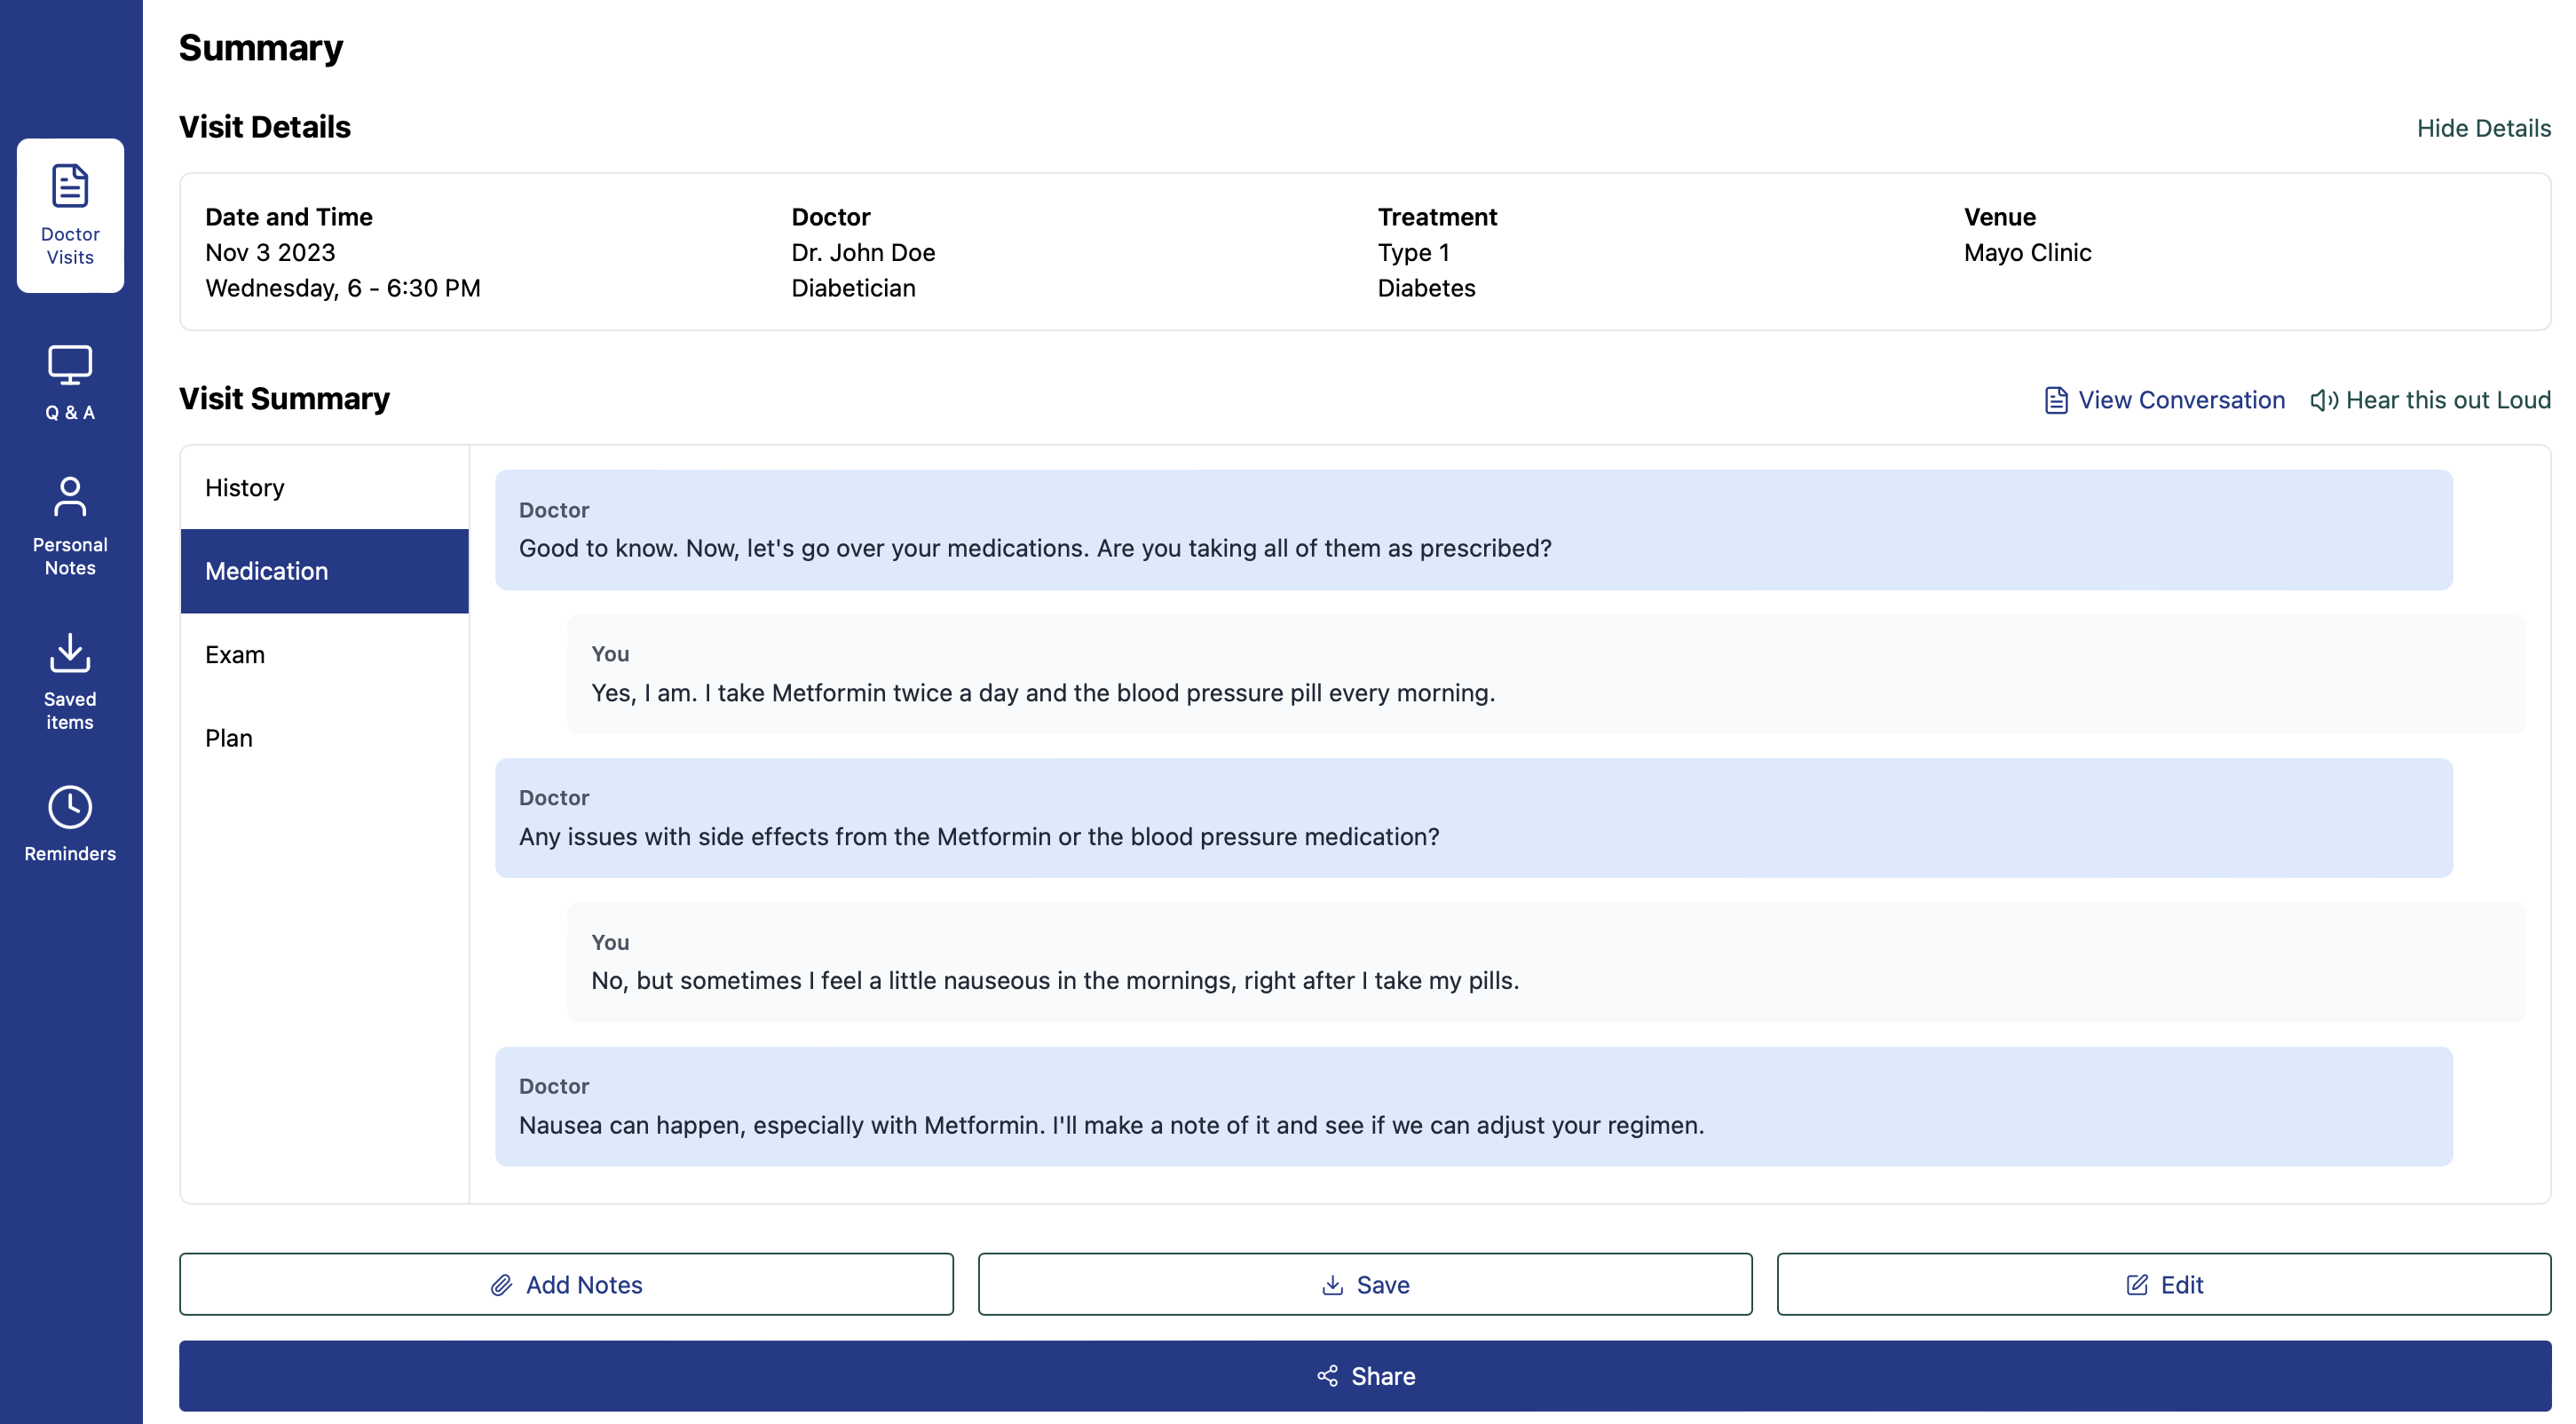 Doctor
Visits
Q & A
Personal
Notes
Saved
items
Reminders
Summary
Visit Details
Hide Details
Date and Time
Nov 3 2023
Wednesday, 6 - 6:30 PM
Doctor
Dr. John Doe
Diabetician
Treatment
Type 1
Diabetes
Venue
Mayo Clinic
Visit Summary
View Conversation
Hear this out Loud
History
Medication
Exam
Plan
Doctor
Good to know. Now, let's go over your medications. Are you taking all of them as prescribed?
You
Yes, I am. I take Metformin twice a day and the blood pressure pill every morning.
Doctor
Any issues with side effects from the Metformin or the blood pressure medication?
You
No, but sometimes I feel a little nauseous in the mornings, right after I take my pills.
Doctor
Nausea can happen, especially with Metformin. I'll make a note of it and see if we can adjust your regimen.
Add Notes
Save
Edit
Share